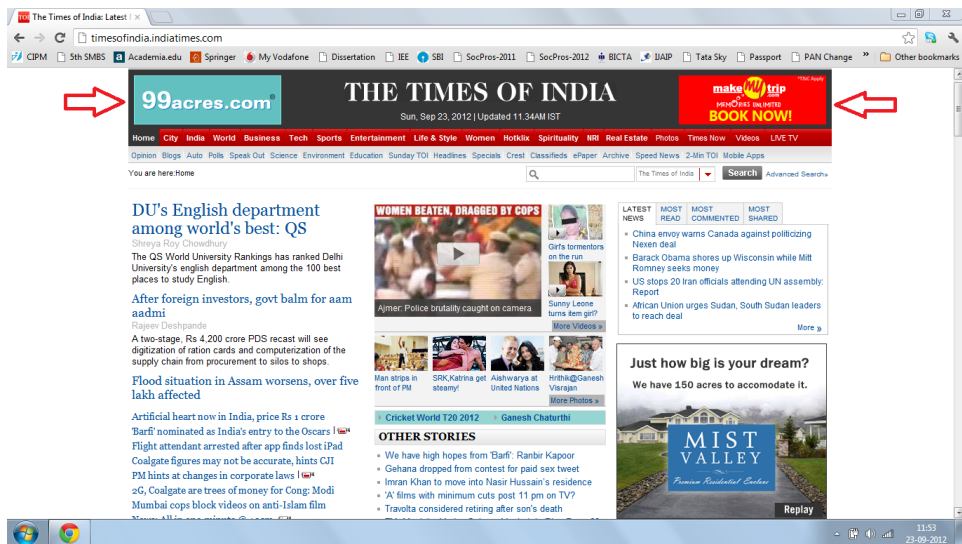 The Times of India: Latest
timesofindia.indiatimes.com
CIPM 5th SMBS Academia.edu Springer My Vodafone Dissertation IEE SBI SocPros-2011 SocPros-2012 BICTA IJAIP Tata Sky Passport PAN Change » Other bookmarks
99acres.com
THE TIMES OF INDIA
Sun, Sep 23, 2012 | Updated 11.34AM IST
*T&C Apply
make my trip
.com
MEMORIES UNLIMITED
BOOK NOW!
Home City India World Business Tech Sports Entertainment Life & Style Women Hotklix Spirituality NRI Real Estate Photos Times Now Videos LIVE TV
Opinion Blogs Auto Polls Speak Out Science Environment Education Sunday TOI Headlines Specials Crest Classifieds ePaper Archive Speed News 2-Min TOI Mobile Apps
You are here:Home
The Times of India
Search
Advanced Search»
DU's English department
among world's best: QS
Shreya Roy Chowdhury
The QS World University Rankings has ranked Delhi
University's english department among the 100 best
places to study English.
After foreign investors, govt balm for aam
aadmi
Rajeev Deshpande
A two-stage, Rs 4,200 crore PDS recast will see
digitization of ration cards and computerization of the
supply chain from procurement to silos to shops.
Flood situation in Assam worsens, over five
lakh affected
Artificial heart now in India, price Rs 1 crore
'Barfi' nominated as India's entry to the Oscars |
Flight attendant arrested after app finds lost iPad
Coalgate figures may not be accurate, hints CJI
PM hints at changes in corporate laws |
2G, Coalgate are trees of money for Cong: Modi
Mumbai cops block videos on anti-Islam film
WOMEN BEATEN, DRAGGED BY COPS
Ajmer: Police brutality caught on camera
Girl's tormentors
on the run
Sunny Leone
turns item girl?
More Videos »
Man strips in
front of PM
SRK,Katrina get
steamy!
Aishwarya at
United Nations
Hrithik@Ganesh
Visrajan
More Photos »
Cricket World T20 2012
Ganesh Chaturthi
OTHER STORIES
We have high hopes from 'Barfi': Ranbir Kapoor
Gehana dropped from contest for paid sex tweet
Imran Khan to move into Nasir Hussain's residence
'A' films with minimum cuts post 11 pm on TV?
Travolta considered retiring after son's death
LATEST
NEWS
MOST
READ
MOST
COMMENTED
MOST
SHARED
China envoy warns Canada against politicizing
Nexen deal
Barack Obama shores up Wisconsin while Mitt
Romney seeks money
US stops 20 Iran officials attending UN assembly:
Report
African Union urges Sudan, South Sudan leaders
to reach deal
More »
Just how big is your dream?
We have 150 acres to accomodate it.
MIST
VALLEY
Premium Residential Enclave
Replay
11:53
23-09-2012